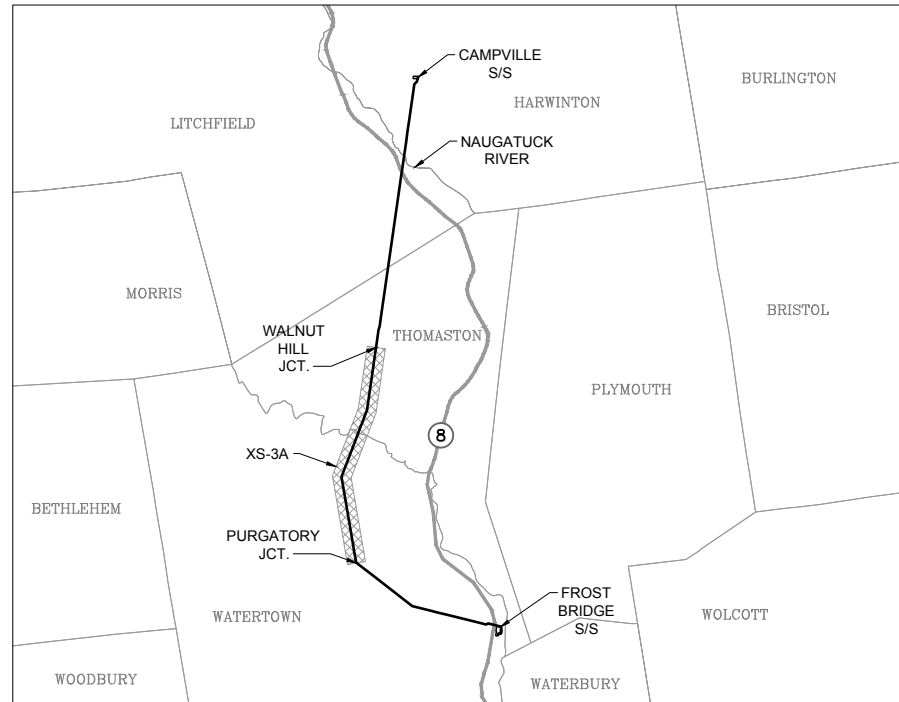 CAMPVILLE
S/S
BURLINGTON
HARWINTON
LITCHFIELD
NAUGATUCK
RIVER
MORRIS
BRISTOL
WALNUT
HILL
JCT.
THOMASTON
PLYMOUTH
8
XS-3A
BETHLEHEM
PURGATORY
JCT.
FROST
BRIDGE
S/S
WATERTOWN
WOLCOTT
WOODBURY
WATERBURY